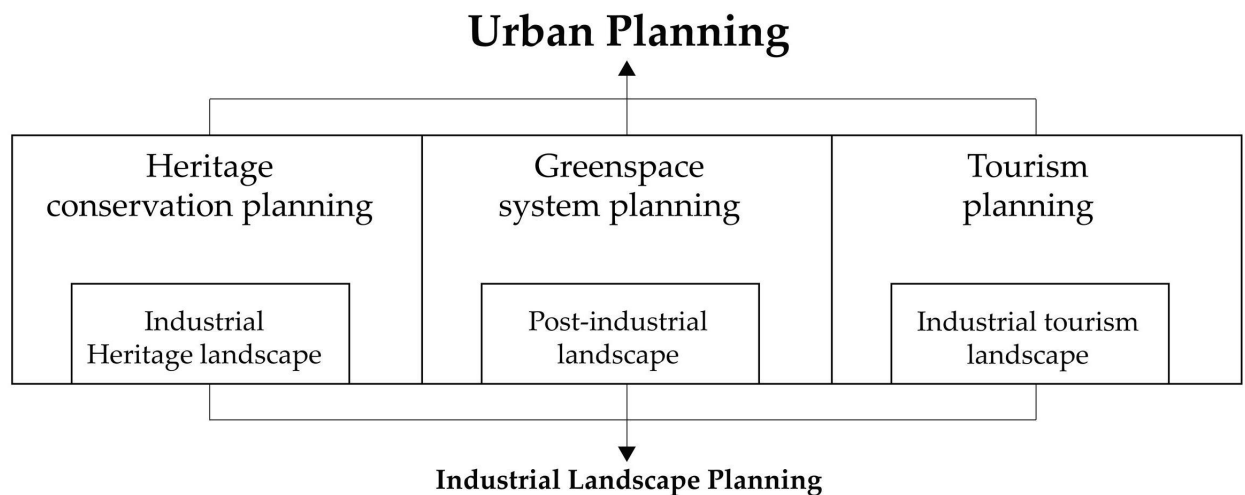 Urban Planning
Heritage
conservation planning
Greenspace
system planning
Tourism
planning
Industrial
Heritage landscape
Post-industrial
landscape
Industrial tourism
landscape
Industrial Landscape Planning